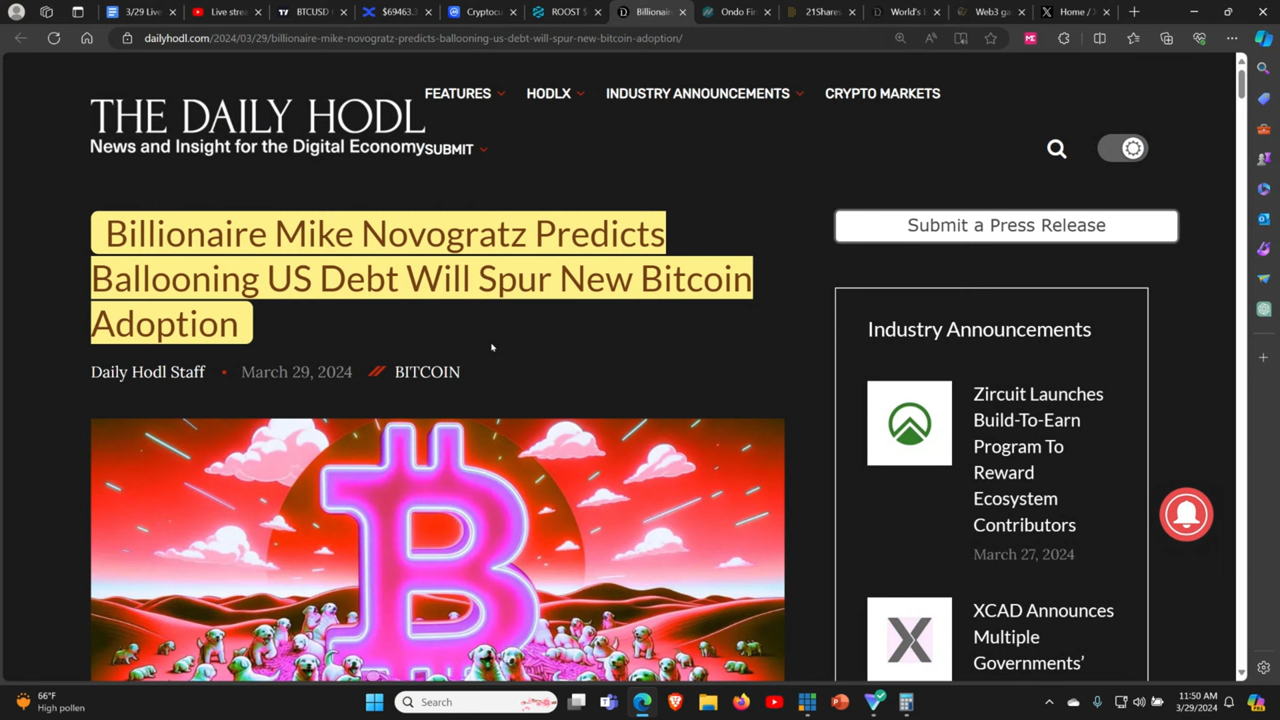 3/29 Live
Live strea
BTCUSD
$69463.
Cryptocu
ROOST $
Billionair
Ondo Fir
21Shares
World's l
Web3 ga
Home / X
dailyhodl.com/2024/03/29/billionaire-mike-novogratz-predicts-ballooning-us-debt-will-spur-new-bitcoin-adoption/
FEATURES
HODLX
INDUSTRY ANNOUNCEMENTS
CRYPTO MARKETS
THE DAILY HODL
News and Insight for the Digital Economy
SUBMIT
Billionaire Mike Novogratz Predicts
Ballooning US Debt Will Spur New Bitcoin
Adoption
Daily Hodl Staff • March 29, 2024 // BITCOIN
Submit a Press Release
Industry Announcements
Zircuit Launches
Build-To-Earn
Program To
Reward
Ecosystem
Contributors
March 27, 2024
XCAD Announces
Multiple
Governments’
66°F
High pollen
Search
11:50 AM
3/29/2024